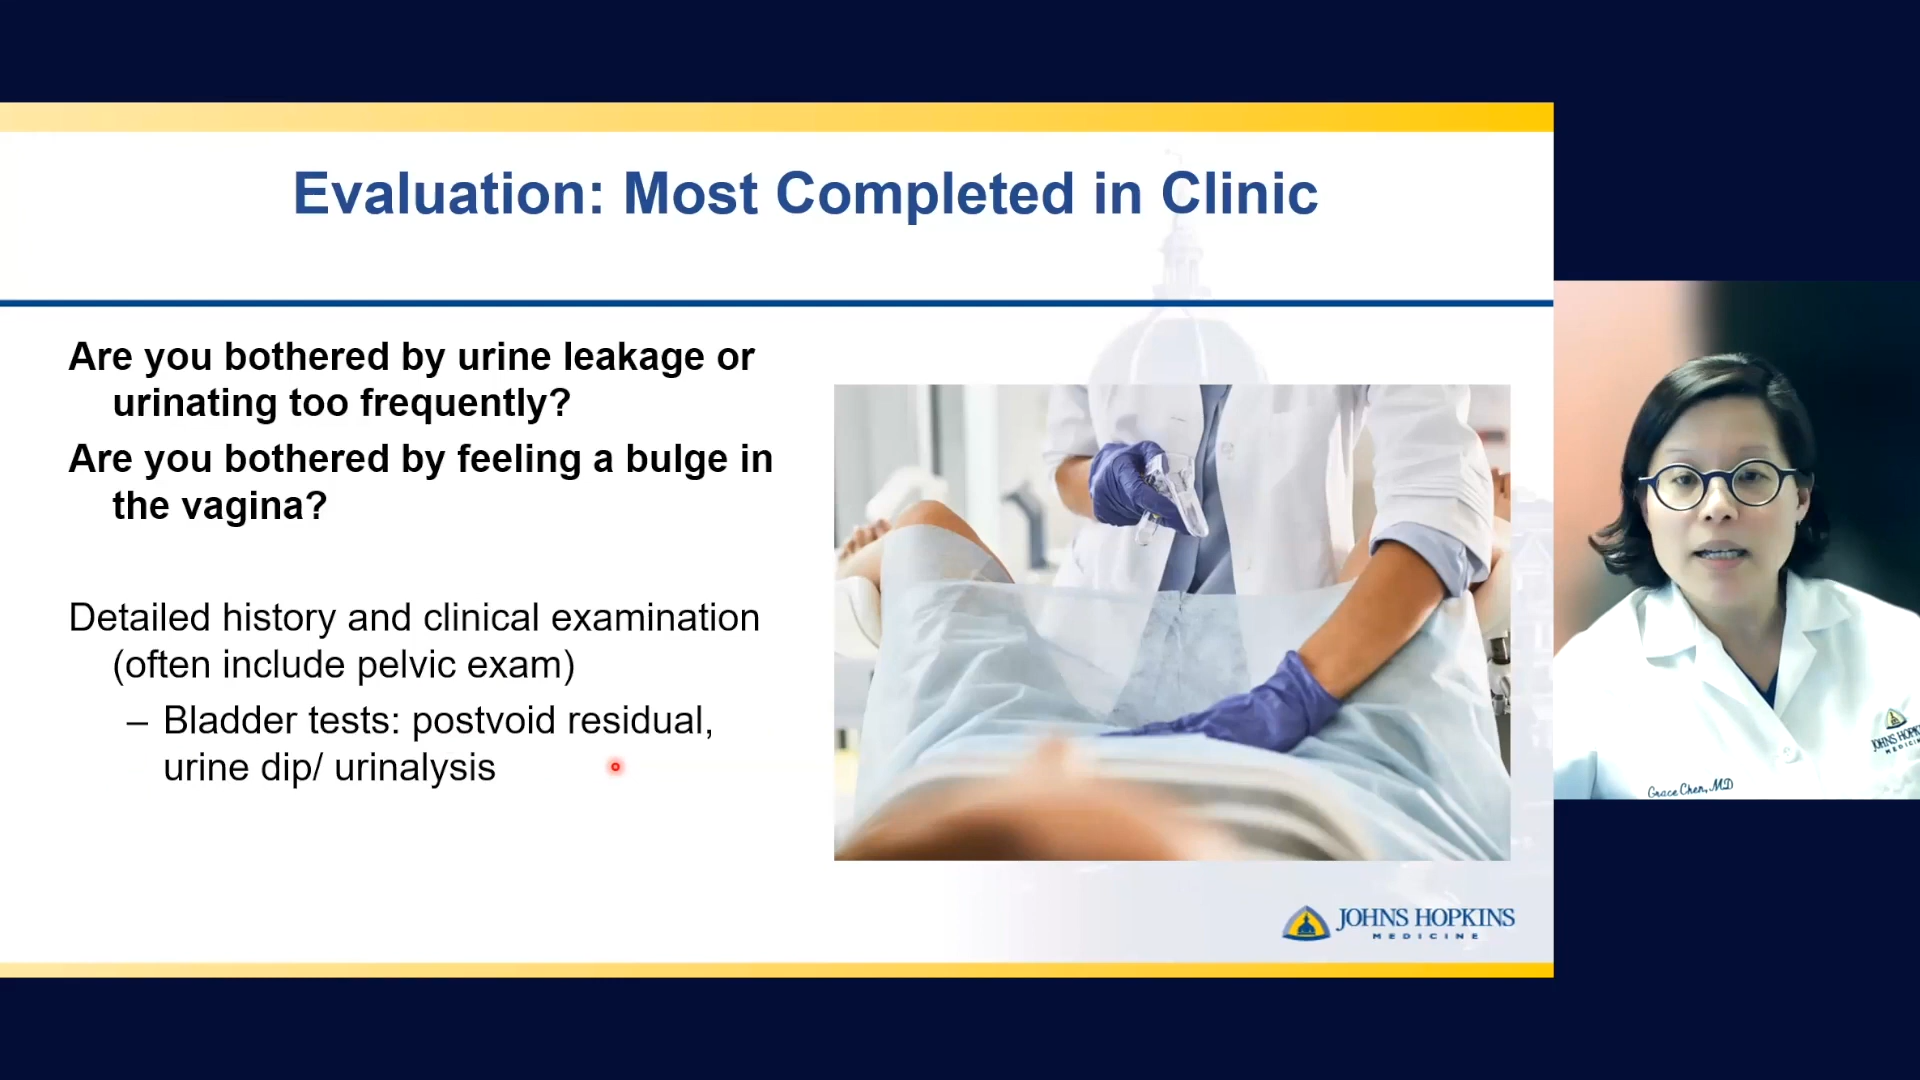 Evaluation: Most Completed in Clinic
Are you bothered by urine leakage or
urinating too frequently?
Are you bothered by feeling a bulge in
the vagina?
Detailed history and clinical examination
(often include pelvic exam)
– Bladder tests: postvoid residual,
urine dip/ urinalysis
JOHNS HOPKINS
MEDICINE
Grace Chen, MD